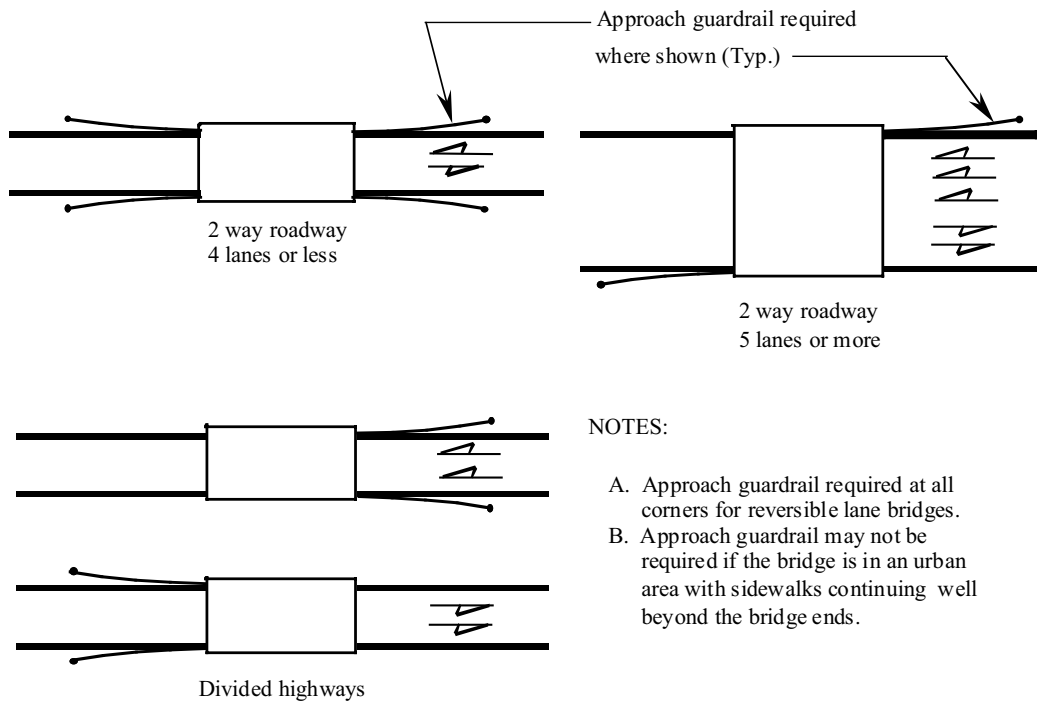 Approach guardrail required
where shown (Typ.)
2 way roadway
4 lanes or less
2 way roadway
5 lanes or more
NOTES:
A. Approach guardrail required at all
corners for reversible lane bridges.
B. Approach guardrail may not be
required if the bridge is in an urban
area with sidewalks continuing well
beyond the bridge ends.
Divided highways